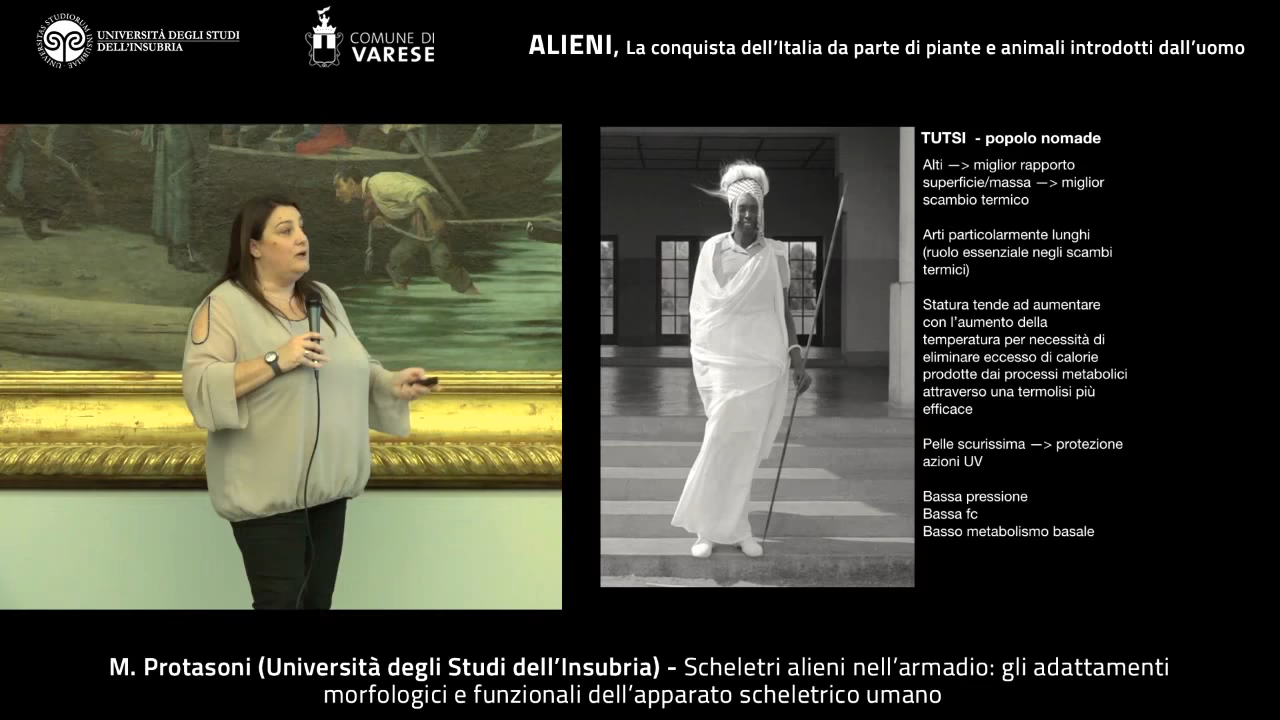 UNIVERSITÀ DEGLI STUDI
DELL'INSUBRIA
COMUNE DI
VARESE
ALIENI, La conquista dell'Italia da parte di piante e animali introdotti dall'uomo
TUTSI - popolo nomade
Alti —> miglior rapporto
superficie/massa —> miglior
scambio termico
Arti particolarmente lunghi
(ruolo essenziale negli scambi
termici)
Statura tende ad aumentare
con l'aumento della
temperatura per necessità di
eliminare eccesso di calorie
prodotte dai processi metabolici
attraverso una termolisi più
efficace
Pelle scurissima —> protezione
azioni UV
Bassa pressione
Bassa fc
Basso metabolismo basale
M. Protasoni (Università degli Studi dell'Insubria) - Scheletri alieni nell'armadio: gli adattamenti
morfologici e funzionali dell'apparato scheletrico umano